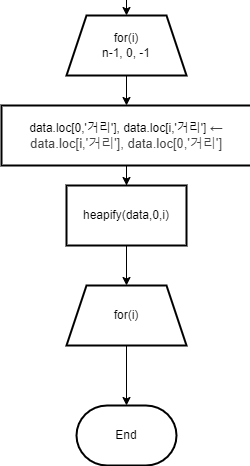 for(i)
n-1, 0, -1
data.loc[0,'거리'], data.loc[i,'거리'] ←
data.loc[i,'거리'], data.loc[0,'거리']
heapify(data,0,i)
for(i)
End